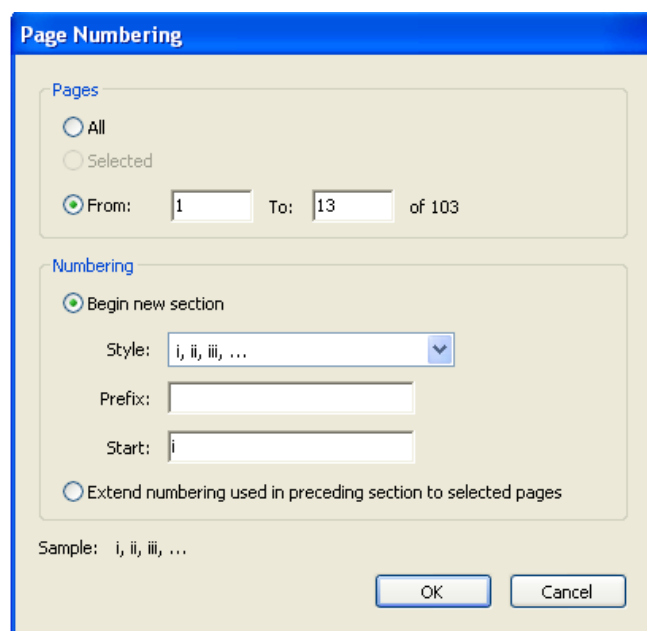 Page Numbering
Pages
All
Selected
From: 1 To: 13 of 103
Numbering
Begin new section
Style: i, ii, iii, ...
Prefix:
Start: i
Extend numbering used in preceding section to selected pages
Sample: i, ii, iii, ...
OK Cancel